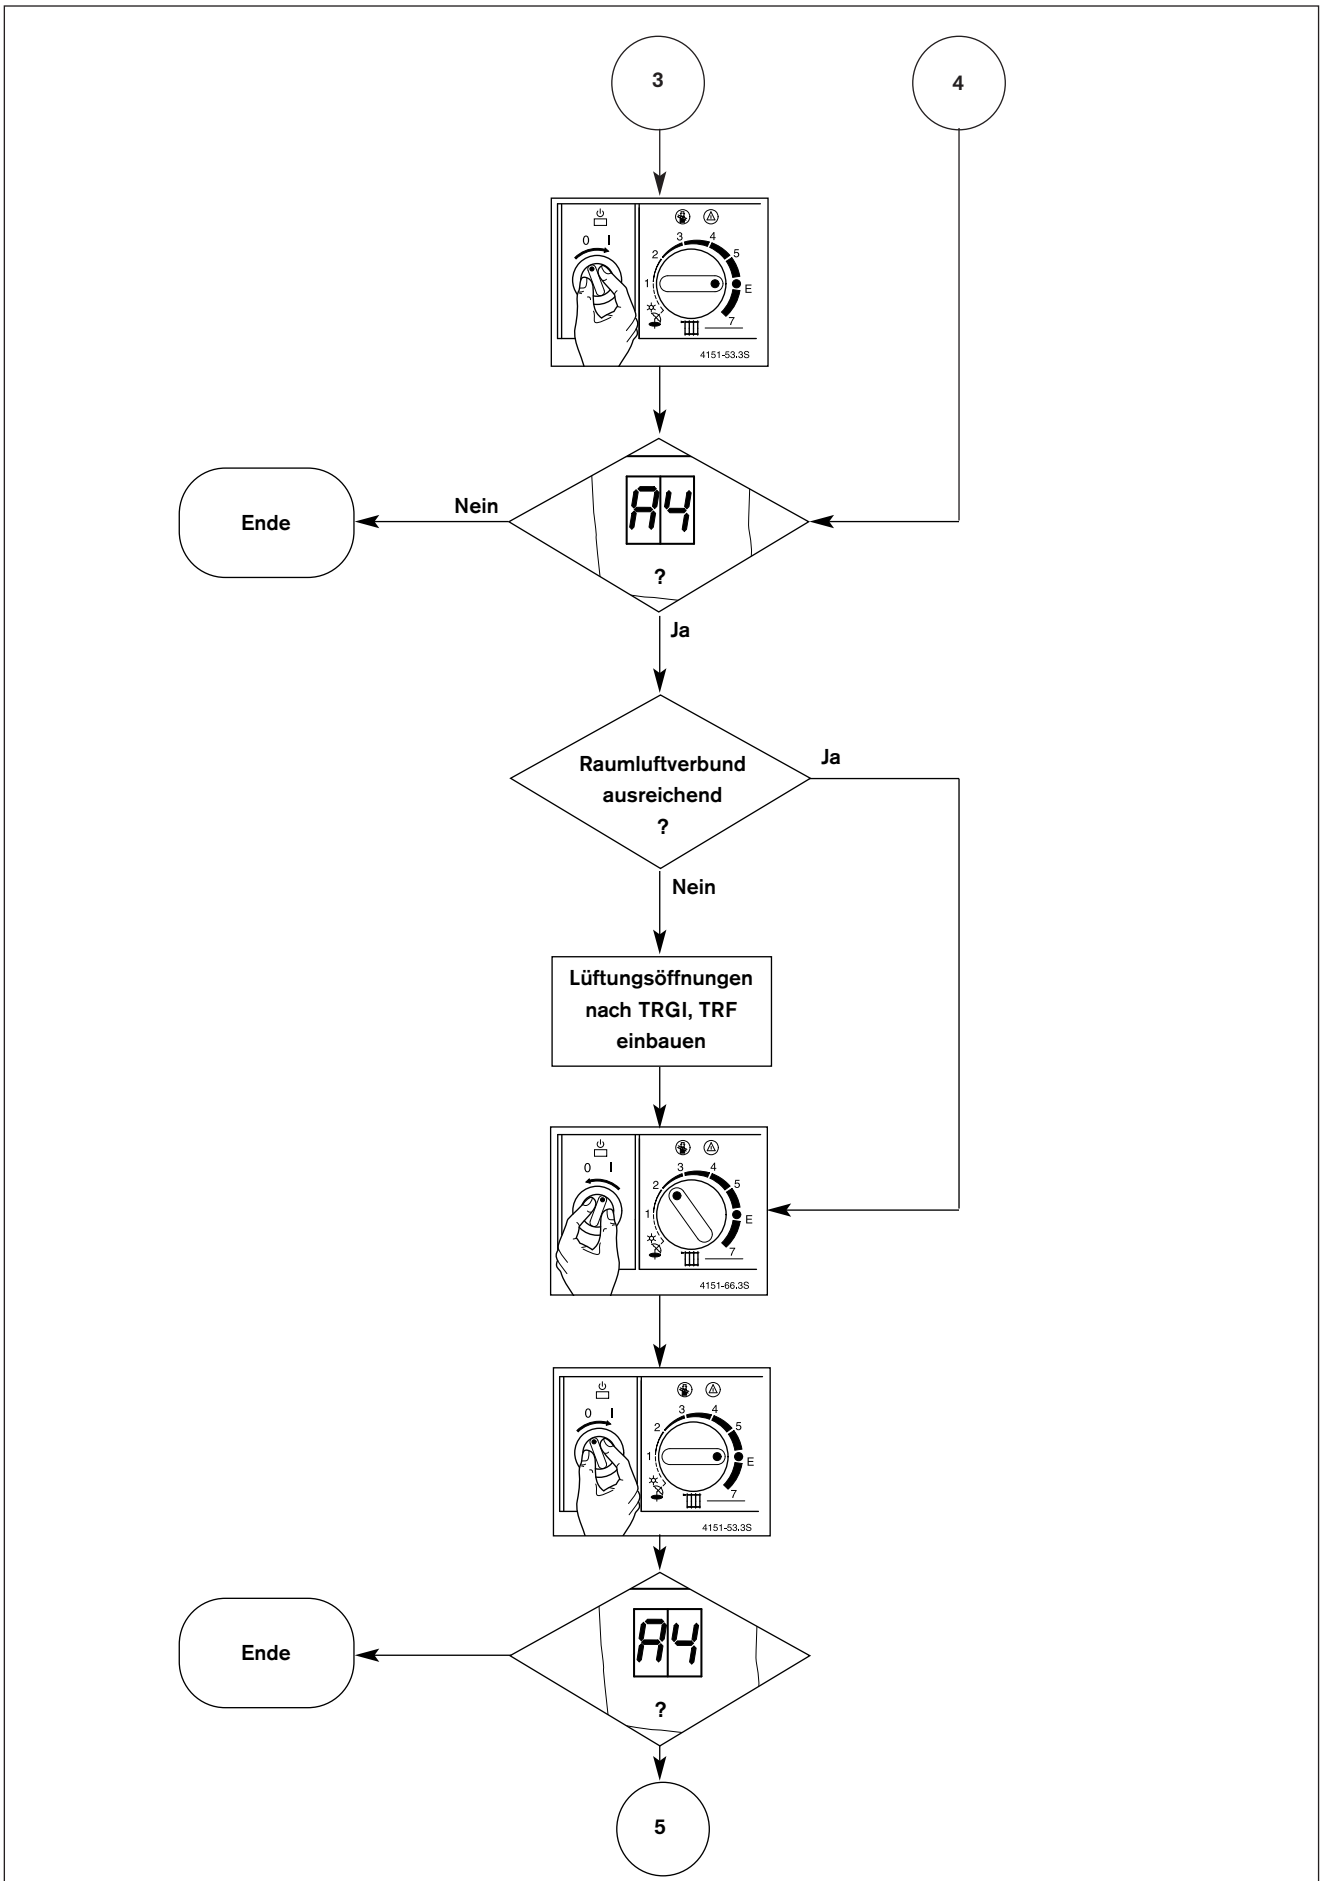 3
4
0 I
3 4
2 5
1 E
7
4151-53.3S
Nein
Ende
A4
?
Ja
Raumluftverbund
ausreichend
?
Ja
Nein
Lüftungsöffnungen
nach TRGI, TRF
einbauen
0 I
3 4
2 5
1 E
7
4151-66.3S
0 I
3 4
2 5
1 E
7
4151-53.3S
Ende
A4
?
5